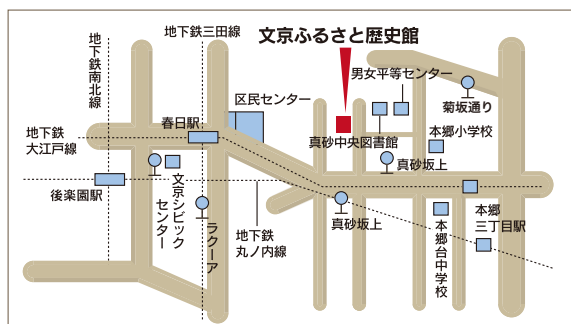 地下鉄三田線
文京ふるさと歴史館
地下鉄南北線
男女平等センター
区民センター
菊坂通り
春日駅
地下鉄
大江戸線
本郷小学校
真砂中央図書館
真砂坂上
後楽園駅
文京シビック
センター
ラクーア
地下鉄
丸ノ内線
真砂坂上
本郷台中学校
本郷
三丁目駅